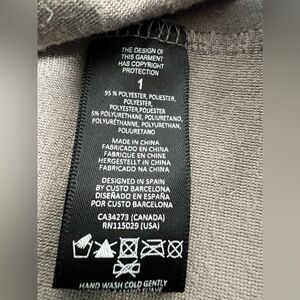 THE DESIGN OF
THIS GARMENT
HAS COPYRIGHT
PROTECTION
1
95 % POLYESTER, POLIESTER,
POLYESTER,
POLYESTER, POLIESTER
5% POLYURETHANE, POLIURETANO,
POLYURÉTHANNE, POLYURETHAN,
POLIURETANO
MADE IN CHINA
FABRICADO EN CHINA
FABRIQUE EN CHINE
HERGESTELLT IN CHINA
FABRICADO EN CHINA
DESIGNED IN SPAIN
BY CUSTO BARCELONA
DISEÑADO EN ESPAÑA
POR CUSTO BARCELONA
CA34273 (CANADA)
RN115029 (USA)
HAND WASH COLD GENTLY